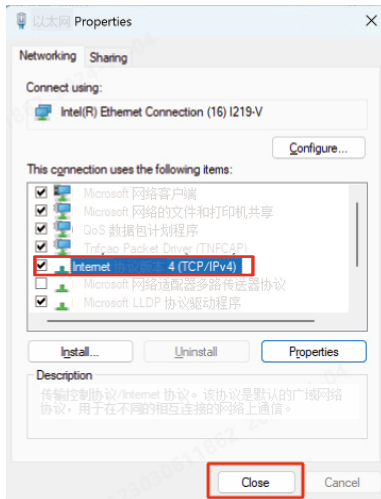 以太网 Properties
Networking Sharing
Connect using:
Intel(R) Ethernet Connection (16) I219-V
Configure...
This connection uses the following items:
Microsoft 网络客户端
Microsoft 网络的文件和打印机共享
QoS 数据包计划程序
Tnfcap Packet Driver (TNFCAP)
Internet 协议版本 4 (TCP/IPv4)
Microsoft 网络适配器多路传送器协议
Microsoft LLDP 协议驱动程序
Install... Uninstall Properties
Description
传输控制协议/Internet 协议。该协议是默认的广域网络
协议，用于在不同的相互连接的网络上通信。
Close Cancel